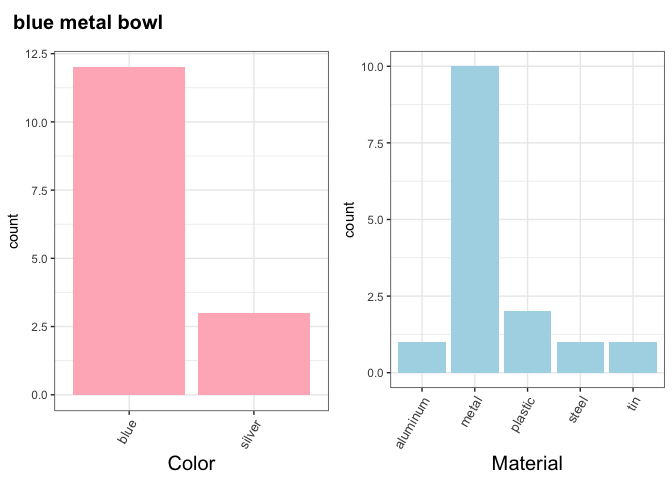 blue metal bowl
count
12.5
10.0
7.5
5.0
2.5
0.0
blue
silver
Color
count
10.0
7.5
5.0
2.5
0.0
aluminum
metal
plastic
steel
tin
Material